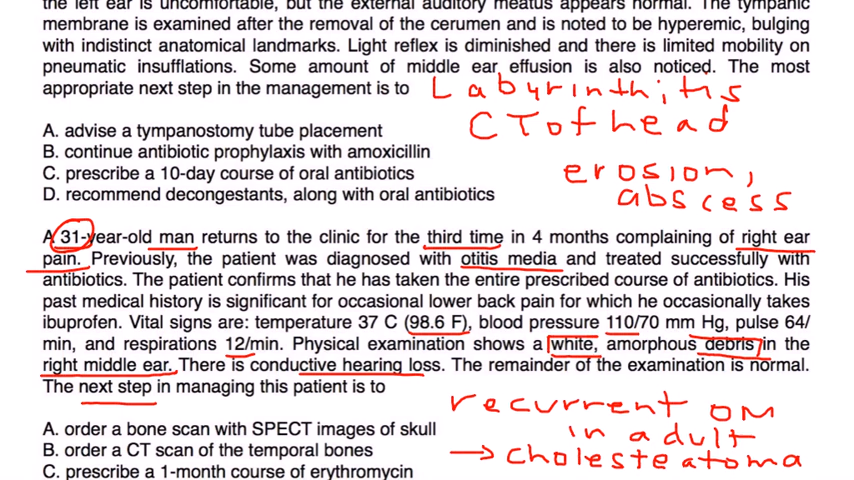 the left ear is uncomfortable, but the external auditory meatus appears normal. The tympanic
membrane is examined after the removal of the cerumen and is noted to be hyperemic, bulging
with indistinct anatomical landmarks. Light reflex is diminished and there is limited mobility on
pneumatic insufflations. Some amount of middle ear effusion is also noticed. The most
appropriate next step in the management is to
Labyrinthitis
CT of head
A. advise a tympanostomy tube placement
B. continue antibiotic prophylaxis with amoxicillin
C. prescribe a 10-day course of oral antibiotics
D. recommend decongestants, along with oral antibiotics
erosion,
abscess
A 31-year-old man returns to the clinic for the third time in 4 months complaining of right ear
pain. Previously, the patient was diagnosed with otitis media and treated successfully with
antibiotics. The patient confirms that he has taken the entire prescribed course of antibiotics. His
past medical history is significant for occasional lower back pain for which he occasionally takes
ibuprofen. Vital signs are: temperature 37 C (98.6 F), blood pressure 110/70 mm Hg, pulse 64/
min, and respirations 12/min. Physical examination shows a white, amorphous debris in the
right middle ear. There is conductive hearing loss. The remainder of the examination is normal.
The next step in managing this patient is to
recurrent OM
in adult
→ cholesteatoma
A. order a bone scan with SPECT images of skull
B. order a CT scan of the temporal bones
C. prescribe a 1-month course of erythromycin